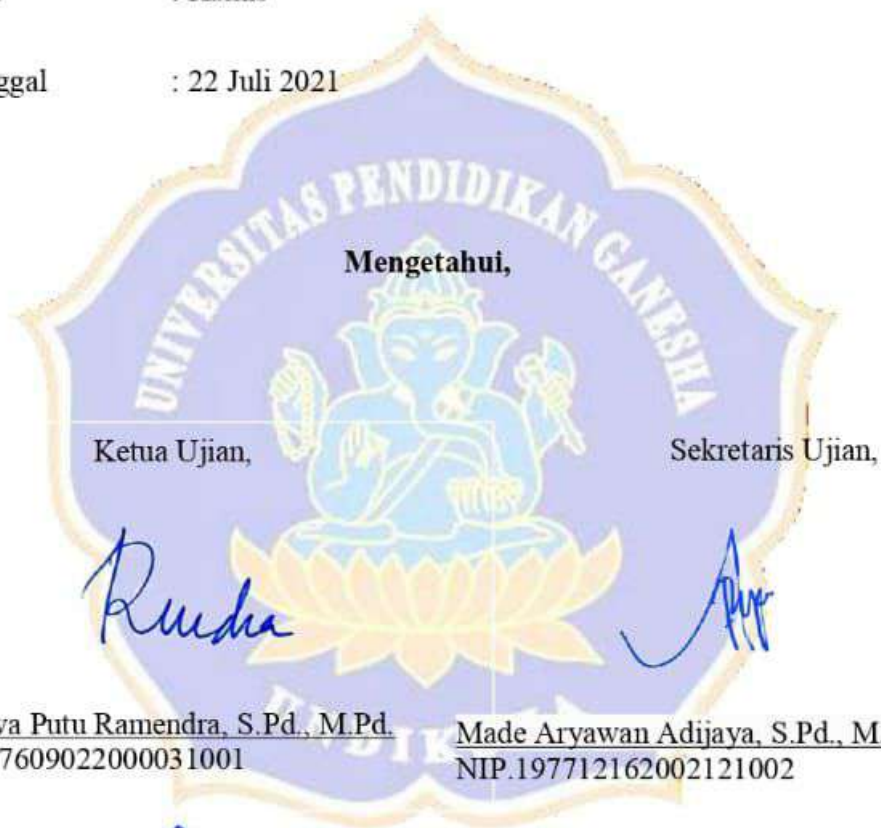 ggal : 22 Juli 2021
UNIVERSITAS PENDIDIKAN GANESHA
Mengetahui,
Ketua Ujian, Sekretaris Ujian,
va Putu Ramendra, S.Pd., M.Pd. Made Aryawan Adijaya, S.Pd., M.
7609022000031001 NIP.197712162002121002